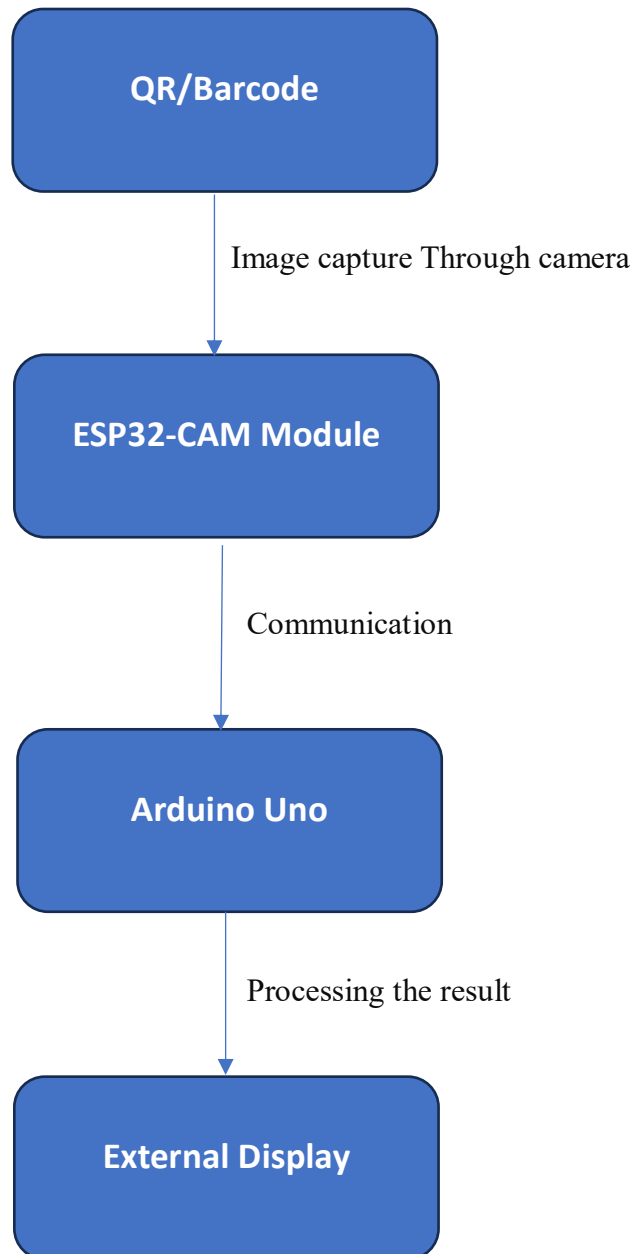 QR/Barcode
Image capture Through camera
ESP32-CAM Module
Communication
Arduino Uno
Processing the result
External Display